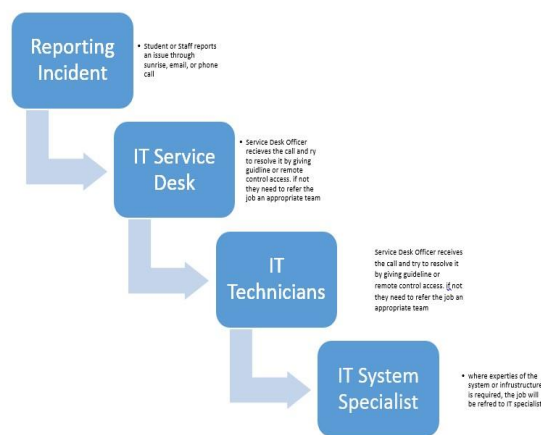 Reporting
Incident
• Student or Staff reports
an issue through
sunrise, email, or phone
call
IT Service
Desk
• Service Desk Officer
recieves the call and ry
to resolve it by giving
guidline or remote
control access. if not
they need to refer the
job an appropriate team
IT
Technicians
Service Desk Officer receives
the call and try to resolve it
by giving guideline or
remote control access. if not
they need to refer the job an
appropriate team
IT System
Specialist
• where experties of the
system or infrustructure
is required, the job will
be refred to IT specialist